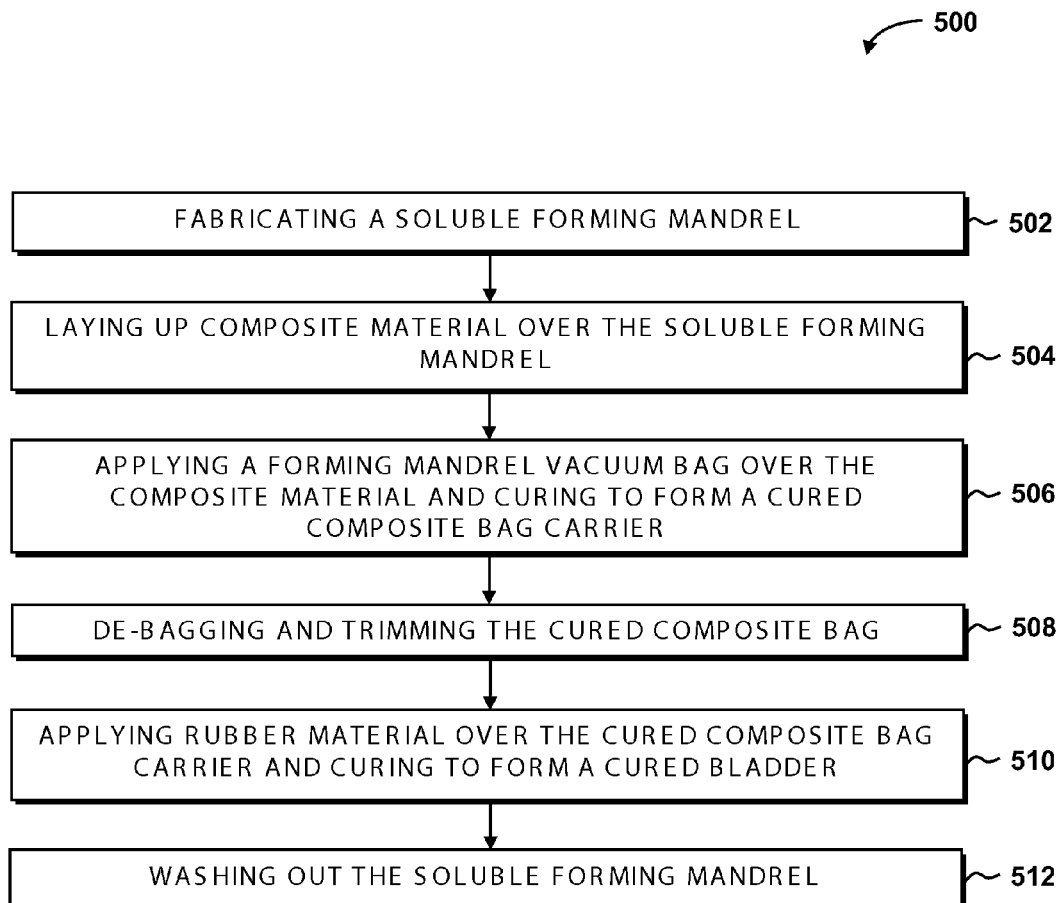 500
FABRICATING A SOLUBLE FORMING MANDREL
502
LAYING UP COMPOSITE MATERIAL OVER THE SOLUBLE FORMING
MANDREL
504
APPLYING A FORMING MANDREL VACUUM BAG OVER THE
COMPOSITE MATERIAL AND CURING TO FORM A CURED
COMPOSITE BAG CARRIER
506
DE-BAGGING AND TRIMMING THE CURED COMPOSITE BAG
508
APPLYING RUBBER MATERIAL OVER THE CURED COMPOSITE BAG
CARRIER AND CURING TO FORM A CURED BLADDER
510
WASHING OUT THE SOLUBLE FORMING MANDREL
512